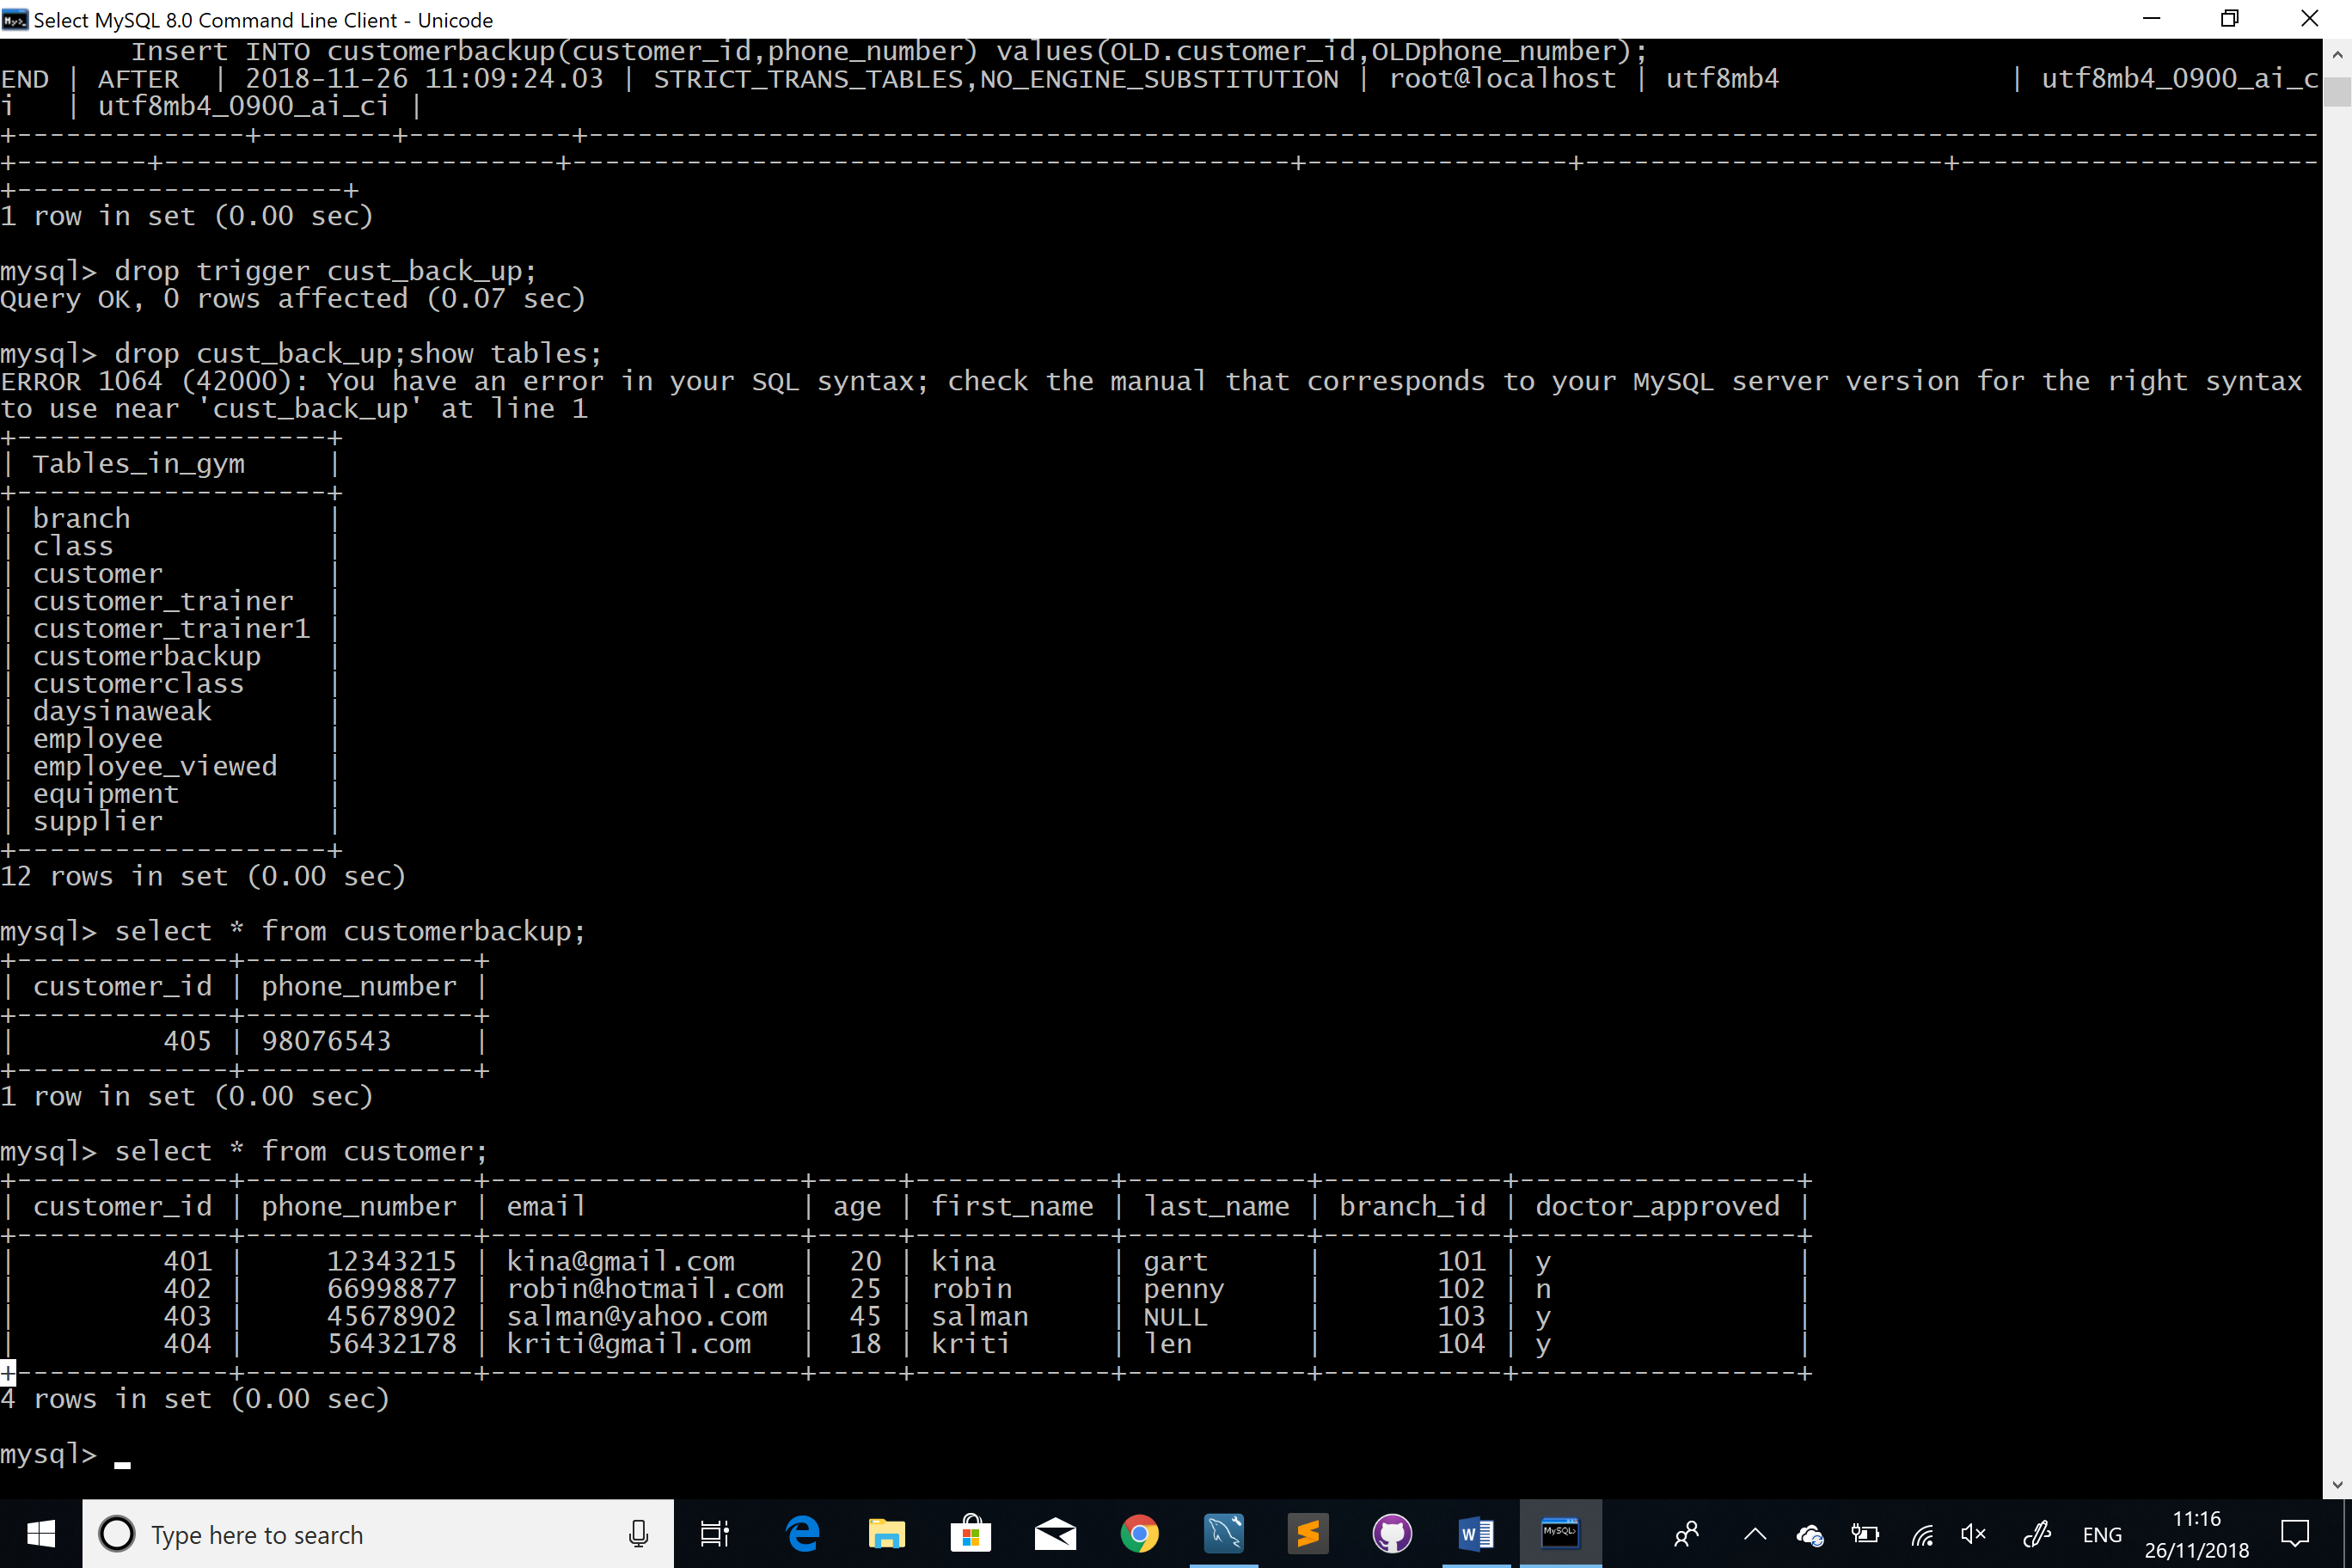 Select MySQL 8.0 Command Line Client - Unicode
        Insert INTO customerbackup(customer_id,phone_number) values(OLD.customer_id,OLDphone_number);
END | AFTER  | 2018-11-26 11:09:24.03 | STRICT_TRANS_TABLES,NO_ENGINE_SUBSTITUTION | root@localhost | utf8mb4              | utf8mb4_0900_ai_c
i   | utf8mb4_0900_ai_ci |
1 row in set (0.00 sec)
mysql> drop trigger cust_back_up;
Query OK, 0 rows affected (0.07 sec)
mysql> drop cust_back_up;show tables;
ERROR 1064 (42000): You have an error in your SQL syntax; check the manual that corresponds to your MySQL server version for the right syntax
to use near 'cust_back_up' at line 1
+-------------------+
| Tables_in_gym     |
+-------------------+
| branch            |
| class             |
| customer          |
| customer_trainer  |
| customer_trainer1 |
| customerbackup    |
| customerclass     |
| daysinaweak       |
| employee          |
| employee_viewed   |
| equipment         |
| supplier          |
+-------------------+
12 rows in set (0.00 sec)
mysql> select * from customerbackup;
+-------------+--------------+
| customer_id | phone_number |
+-------------+--------------+
|         405 | 98076543     |
+-------------+--------------+
1 row in set (0.00 sec)
mysql> select * from customer;
+-------------+--------------+-------------------+-----+------------+-----------+-----------+-----------------+
| customer_id | phone_number | email             | age | first_name | last_name | branch_id | doctor_approved |
+-------------+--------------+-------------------+-----+------------+-----------+-----------+-----------------+
|         401 |     12343215 | kina@gmail.com    |  20 | kina       | gart      |       101 | y               |
|         402 |     66998877 | robin@hotmail.com |  25 | robin      | penny     |       102 | n               |
|         403 |     45678902 | salman@yahoo.com  |  45 | salman     | NULL      |       103 | y               |
|         404 |     56432178 | kriti@gmail.com   |  18 | kriti      | len       |       104 | y               |
+-------------+--------------+-------------------+-----+------------+-----------+-----------+-----------------+
4 rows in set (0.00 sec)
mysql>
Type here to search
MySQL>
ENG
11:16
26/11/2018